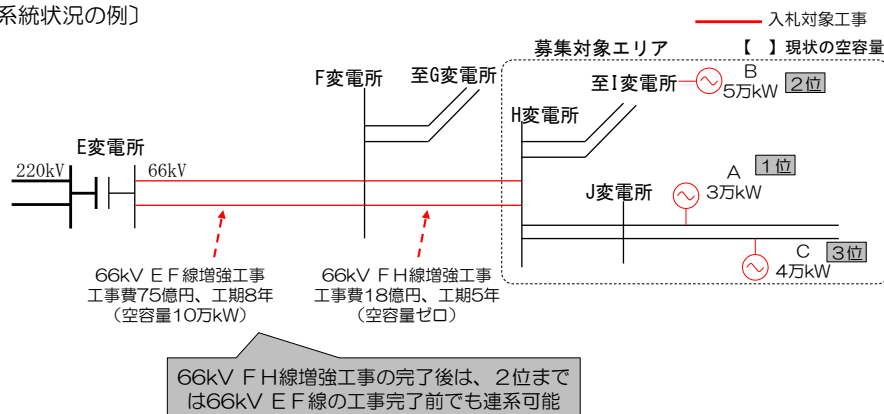 系統状況の例〕
入札対象工事
募集対象エリア
【　】現状の空容量
F変電所
至G変電所
至I変電所
B
5万kW
2位
H変電所
E変電所
220kV
66kV
J変電所
A
1位
3万kW
C
3位
4万kW
66kV EF線増強工事
工事費75億円、工期8年
（空容量10万kW）
66kV FH線増強工事
工事費18億円、工期5年
（空容量ゼロ）
66kV FH線増強工事の完了後は、2位まで
は66kV EF線の工事完了前でも連系可能